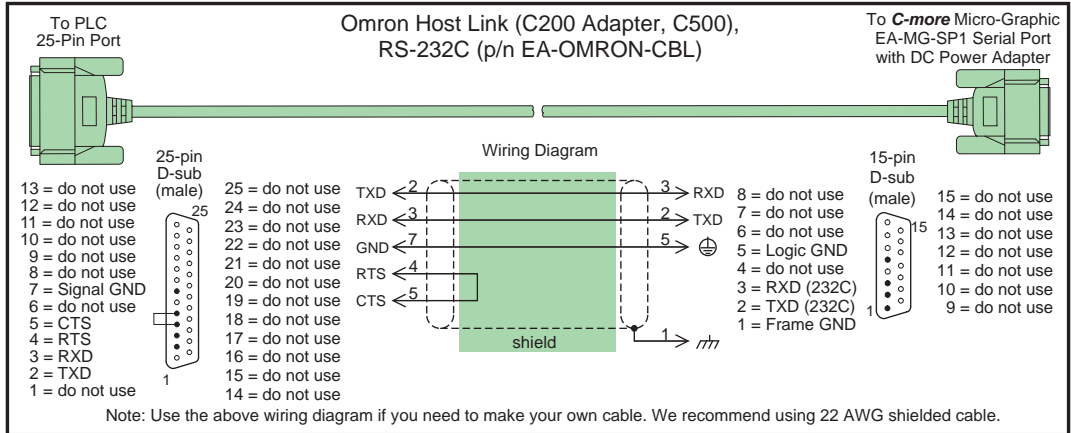 To PLC
25-Pin Port
Omron Host Link (C200 Adapter, C500),
RS-232C (p/n EA-OMRON-CBL)
To C-more Micro-Graphic
EA-MG-SP1 Serial Port
with DC Power Adapter
25-pin
D-sub
(male)
13 = do not use
12 = do not use
11 = do not use
10 = do not use
9 = do not use
8 = do not use
7 = Signal GND
6 = do not use
5 = CTS
4 = RTS
3 = RXD
2 = TXD
1 = do not use
25
1
25 = do not use
24 = do not use
23 = do not use
22 = do not use
21 = do not use
20 = do not use
19 = do not use
18 = do not use
17 = do not use
16 = do not use
15 = do not use
14 = do not use
Wiring Diagram
TXD 2 3 RXD
RXD 3 2 TXD
GND 7 5
RTS 4
CTS 5
shield
1
8 = do not use
7 = do not use
6 = do not use
5 = Logic GND
4 = do not use
3 = RXD (232C)
2 = TXD (232C)
1 = Frame GND
15-pin
D-sub
(male)
15
1
15 = do not use
14 = do not use
13 = do not use
12 = do not use
11 = do not use
10 = do not use
9 = do not use
Note: Use the above wiring diagram if you need to make your own cable. We recommend using 22 AWG shielded cable.